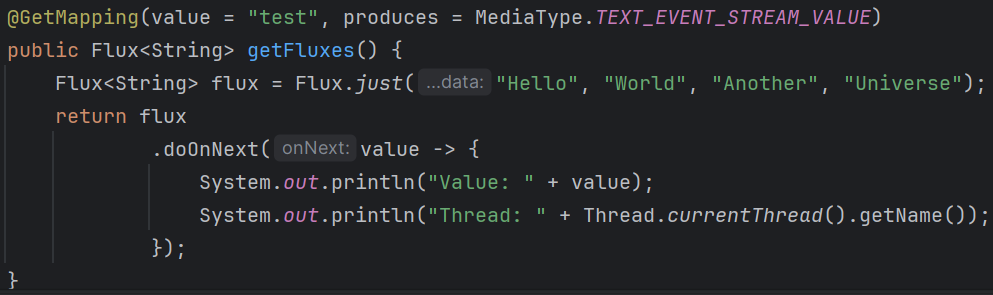 @GetMapping(value = "test", produces = MediaType.TEXT_EVENT_STREAM_VALUE)
public Flux<String> getFluxes() {
    Flux<String> flux = Flux.just( ...data: "Hello", "World", "Another", "Universe");
    return flux
            .doOnNext( onNext: value -> {
                System.out.println("Value: " + value);
                System.out.println("Thread: " + Thread.currentThread().getName());
            });
}